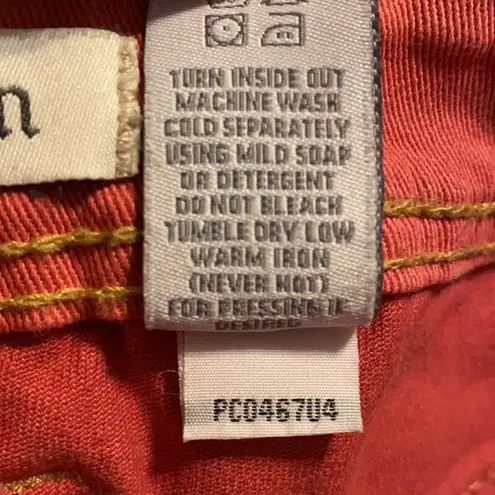 n
TURN INSIDE OUT
MACHINE WASH
COLD SEPARATELY
USING MILD SOAP
OR DETERGENT
DO NOT BLEACH
TUMBLE DRY LOW
WARM IRON
(NEVER HOT)
FOR PRESSING IF
DESIRED
PC0467U4